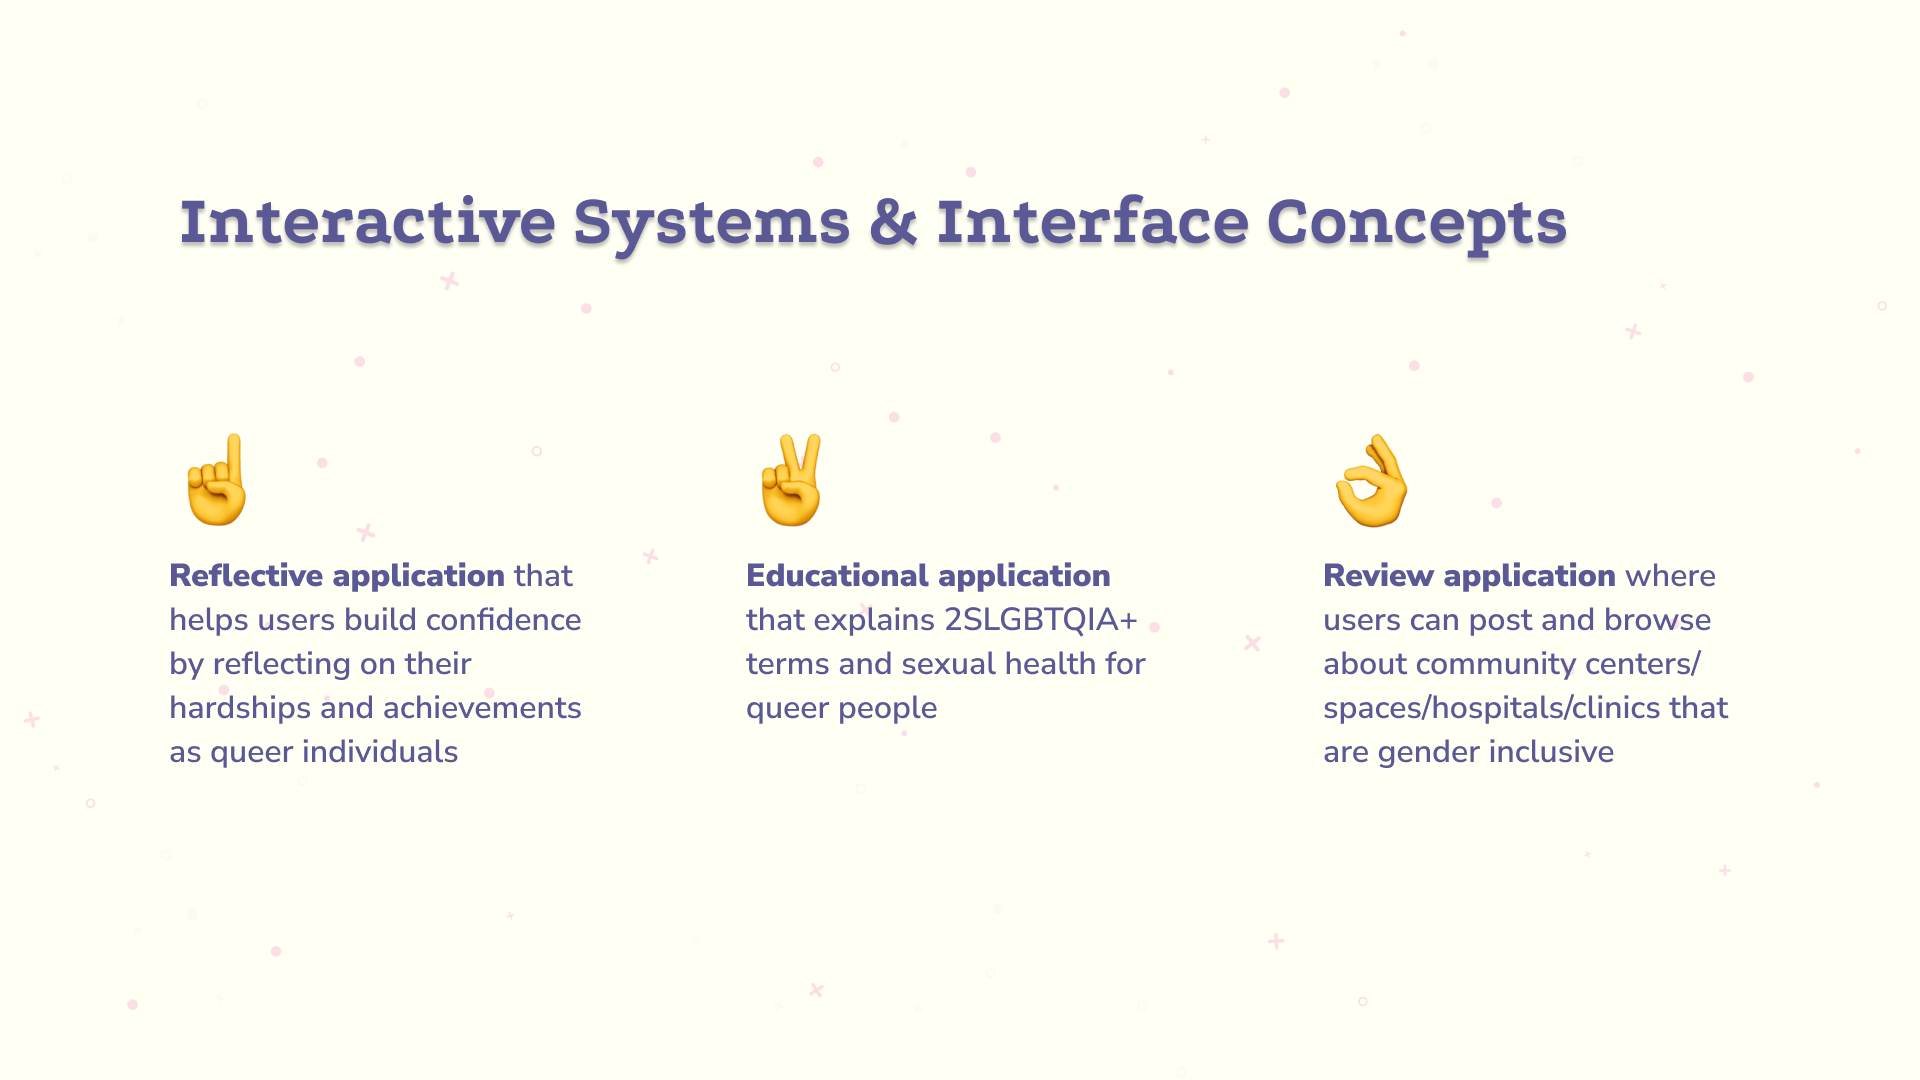 Interactive Systems & Interface Concepts
Reflective application that
helps users build confidence
by reflecting on their
hardships and achievements
as queer individuals
Educational application
that explains 2SLGBTQIA+
terms and sexual health for
queer people
Review application where
users can post and browse
about community centers/
spaces/hospitals/clinics that
are gender inclusive